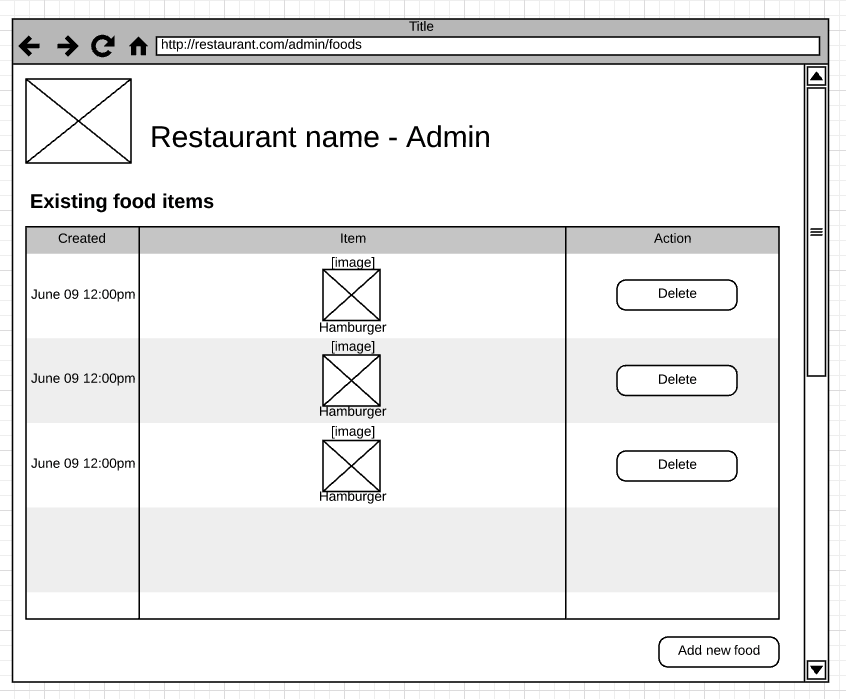 Title
http://restaurant.com/admin/foods
Restaurant name - Admin
Existing food items
Created Item Action
[image]
June 09 12:00pm Delete
Hamburger
[image]
June 09 12:00pm Delete
Hamburger
[image]
June 09 12:00pm Delete
Hamburger
Add new food